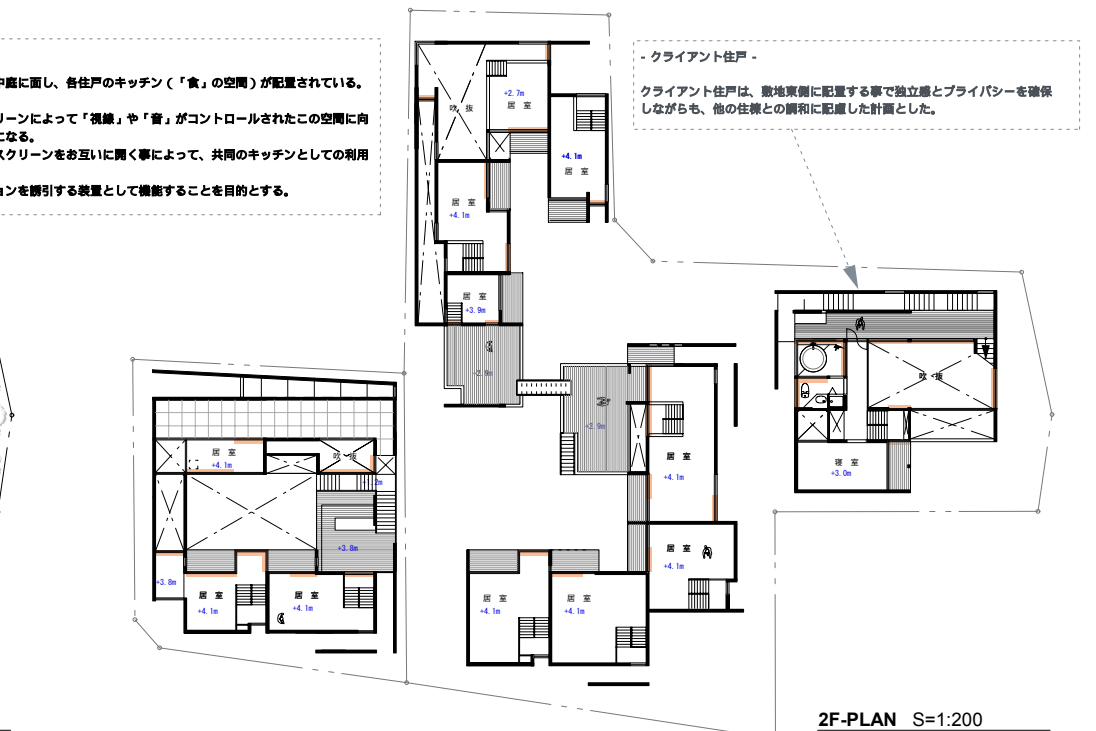 中庭に面し、各住戸のキッチン（「食」の空間）が配置されている。
リーンによって「視線」や「音」がコントロールされたこの空間に向
になる。
スクリーンをお互いに開く事によって、共同のキッチンとしての利用
ョンを誘引する装置として機能することを目的とする。
- クライアント住戸 -
クライアント住戸は、敷地東側に配置する事で独立感とプライバシーを確保
しながらも、他の住棟との調和に配慮した計画とした。
+2.7m
居 室
吹 抜
+4.1m
居 室
居 室
+4.1m
居 室
+3.9m
+2.9m
+2.9m
居 室
+4.1m
居 室
+4.1m
居 室
+4.1m
居 室
+4.1m
居 室
+4.1m
吹 抜
+3.8m
+3.8m
居 室
+4.1m
居 室
+4.1m
吹 抜
寝 室
+3.0m
2F-PLAN S=1:200